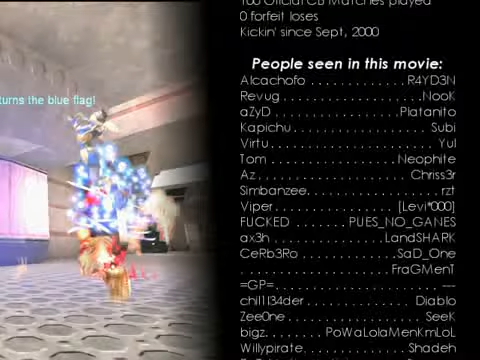 100 Official CB Matches played
0 forfeit loses
Kickin' since Sept, 2000
turns the blue flag!
People seen in this movie:
Alcachofo . . . . . . . . . . . . . R4YD3N
Revug . . . . . . . . . . . . . . . . . . . NooK
aZyD . . . . . . . . . . . . . . . . . Platanito
Kapichu . . . . . . . . . . . . . . . . . . Subi
Virtu . . . . . . . . . . . . . . . . . . . . . . . Yul
Tom . . . . . . . . . . . . . . . . . Neophite
Az . . . . . . . . . . . . . . . . . . . . . Chriss3r
Simbanzee. . . . . . . . . . . . . . . . . . rzt
Viper . . . . . . . . . . . . . . . . [Levi*000]
FUCKED . . . . . . . PUES_NO_GANES
ax3h . . . . . . . . . . . . . . . LandSHARK
CeRb3Ro . . . . . . . . . . . . . SaD_One
. . . . . . . . . . . . . . . . . . . . . FraGMenT
=GP=. . . . . . . . . . . . . . . . . . . . . . ---
chil1l34der . . . . . . . . . . . . . . Diablo
ZeeOne . . . . . . . . . . . . . . . . . SeeK
bigz. . . . . . . PoWaLolaMenKmLoL
Willypirate. . . . . . . . . . . . . . Shadeh